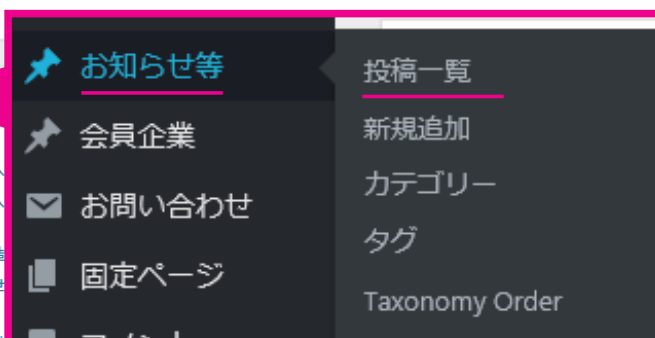 お知らせ等
会員企業
お問い合わせ
固定ページ
投稿一覧
新規追加
カテゴリー
タグ
Taxonomy Order